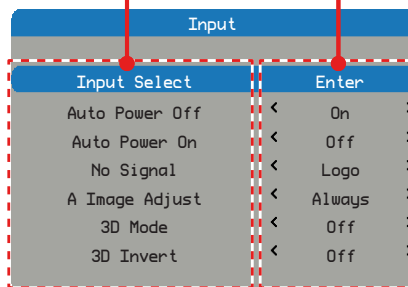 Input
Input Select Enter
Auto Power Off < On >
Auto Power On < Off >
No Signal < Logo >
A Image Adjust < Always >
3D Mode < Off >
3D Invert < Off >